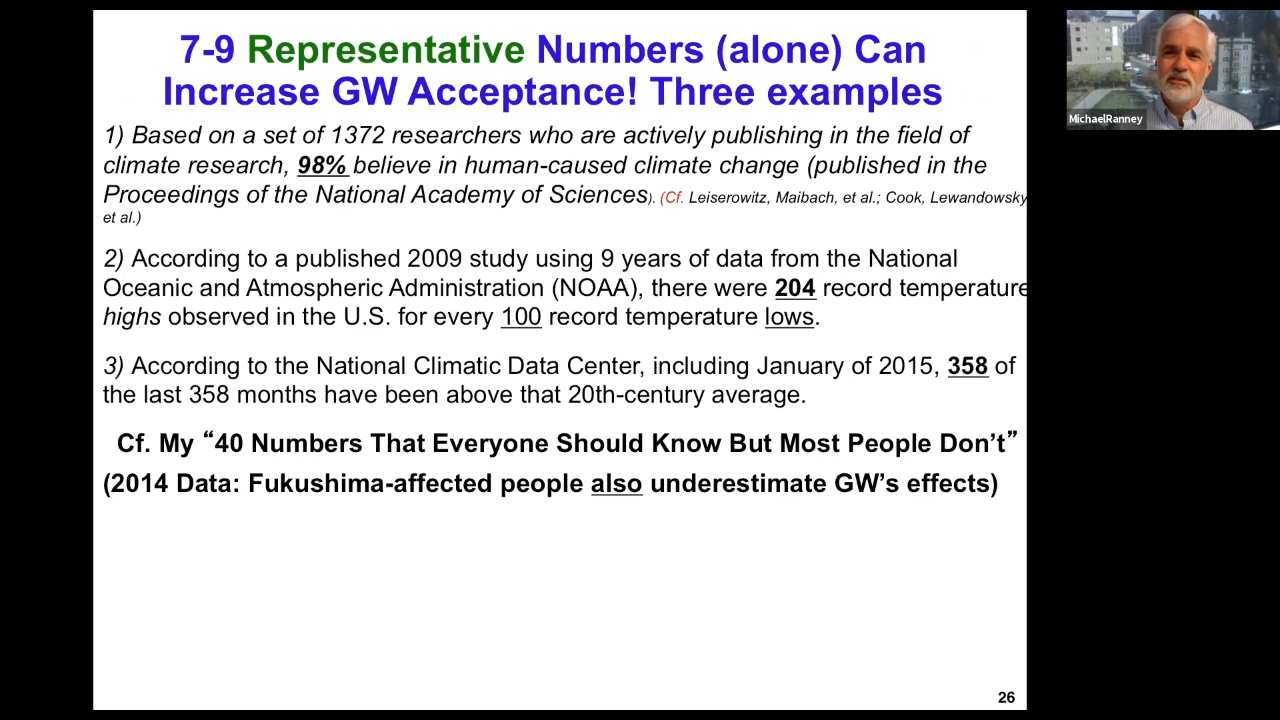 7-9 Representative Numbers (alone) Can
Increase GW Acceptance! Three examples
1) Based on a set of 1372 researchers who are actively publishing in the field of
climate research, 98% believe in human-caused climate change (published in the
Proceedings of the National Academy of Sciences). (Cf. Leiserowitz, Maibach, et al.; Cook, Lewandowsky
et al.)
2) According to a published 2009 study using 9 years of data from the National
Oceanic and Atmospheric Administration (NOAA), there were 204 record temperature
highs observed in the U.S. for every 100 record temperature lows.
3) According to the National Climatic Data Center, including January of 2015, 358 of
the last 358 months have been above that 20th-century average.
Cf. My “40 Numbers That Everyone Should Know But Most People Don’t”
(2014 Data: Fukushima-affected people also underestimate GW’s effects)
26
MichaelRanney